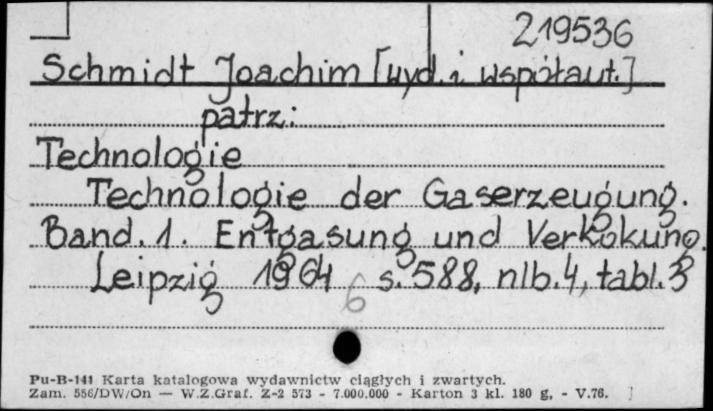 219536
Schmidt Joachim [wyd. i. współaut.]
patrz:
Technologie
Technologie der Gaserzeugung.
Band. 1. Entgasung und Verkokung.
Leipzig 1964 s. 588, nlb. 4, tabl. 3
6
Pu-B-141 Karta katalogowa wydawnictw ciągłych i zwartych.
Zam. 556/DW/On — W.Z.Graf. Z-2 573 - 7.000.000 - Karton 3 kl. 180 g, - V.76.